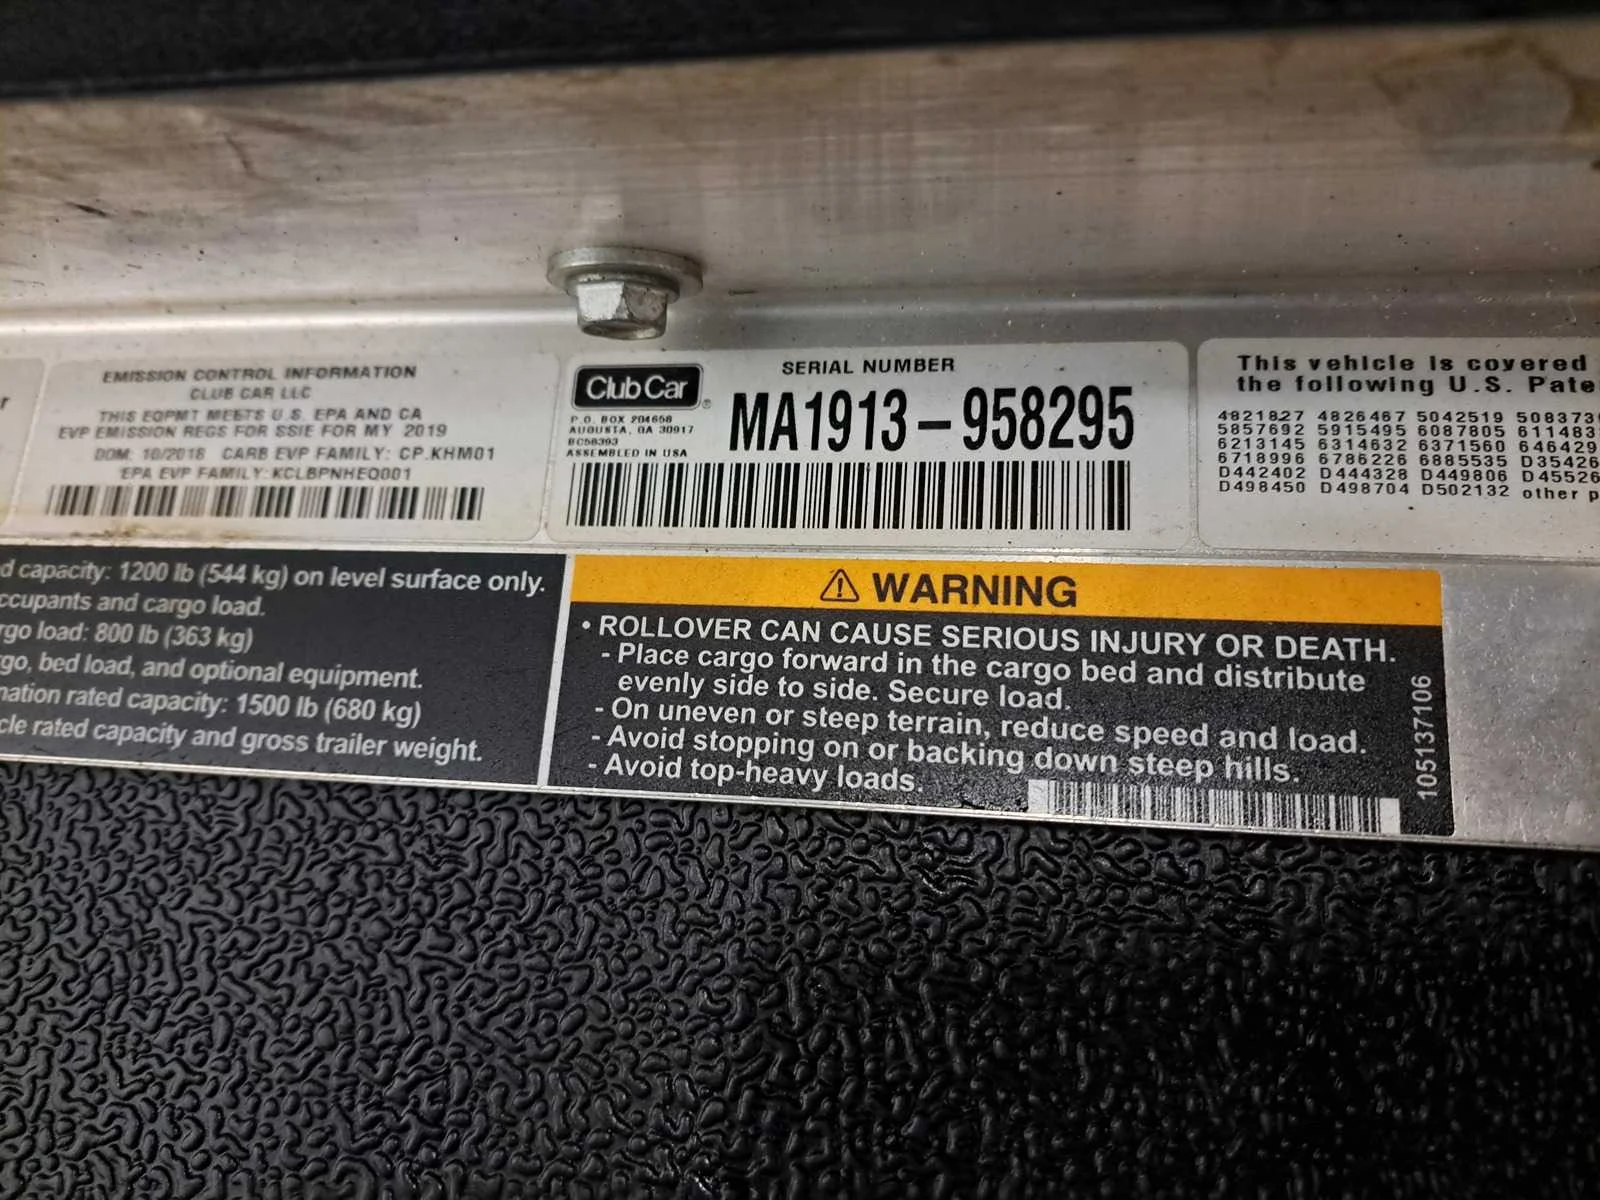 EMISSION CONTROL INFORMATION
CLUB CAR LLC
THIS EQPMT MEETS U.S. EPA AND CA
EVP EMISSION REGS FOR SSIE FOR MY 2019
DOM: 10/2018 CARB EVP FAMILY: CP.KHM01
EPA EVP FAMILY: KCLBPNHEQ001
Club Car
®
P.O. BOX 204658
AUGUSTA, GA 30917
BC58393
ASSEMBLED IN USA
SERIAL NUMBER
MA1913-958295
This vehicle is covered
the following U.S. Pate
4821827 4826467 5042519 508373
5857692 5915495 6087805 611483
6213145 6314632 6371560 646429
6718996 6786226 6885535 D35426
D442402 D444328 D449806 D45526
D498450 D498704 D502132 other p
d capacity: 1200 lb (544 kg) on level surface only.
ccupants and cargo load.
rgo load: 800 lb (363 kg)
go, bed load, and optional equipment.
nation rated capacity: 1500 lb (680 kg)
cle rated capacity and gross trailer weight.
WARNING
• ROLLOVER CAN CAUSE SERIOUS INJURY OR DEATH.
- Place cargo forward in the cargo bed and distribute
evenly side to side. Secure load.
- On uneven or steep terrain, reduce speed and load.
- Avoid stopping on or backing down steep hills.
- Avoid top-heavy loads.
105137106